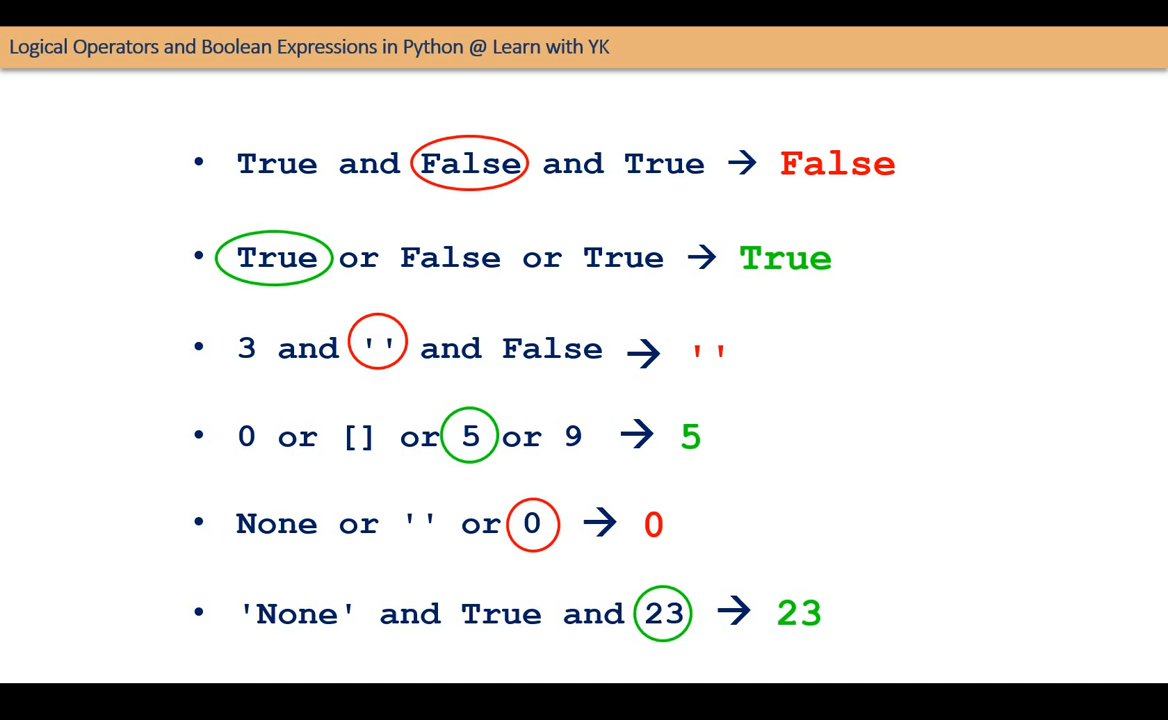 Logical Operators and Boolean Expressions in Python @ Learn with YK
• True and False and True → False
• True or False or True → True
• 3 and '' and False → ''
• 0 or [] or 5 or 9 → 5
• None or '' or 0 → 0
• 'None' and True and 23 → 23